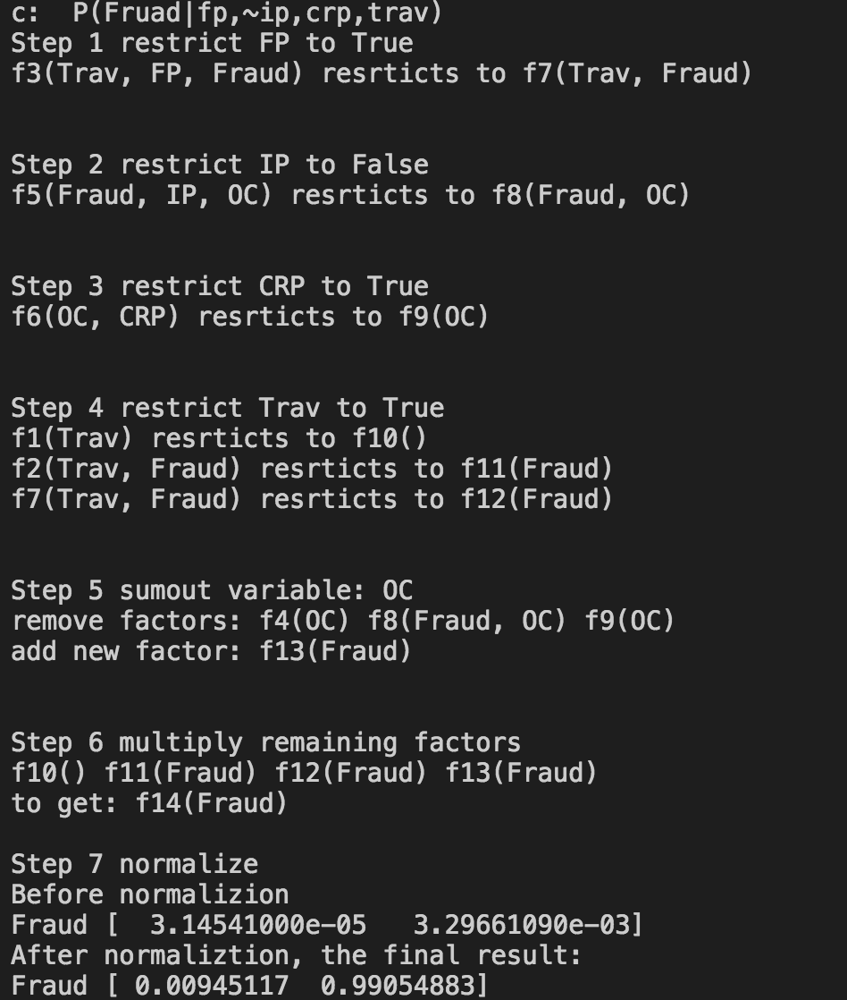 c:  P(Fruad|fp,~ip,crp,trav)
Step 1 restrict FP to True
f3(Trav, FP, Fraud) resrticts to f7(Trav, Fraud)
Step 2 restrict IP to False
f5(Fraud, IP, OC) resrticts to f8(Fraud, OC)
Step 3 restrict CRP to True
f6(OC, CRP) resrticts to f9(OC)
Step 4 restrict Trav to True
f1(Trav) resrticts to f10()
f2(Trav, Fraud) resrticts to f11(Fraud)
f7(Trav, Fraud) resrticts to f12(Fraud)
Step 5 sumout variable: OC
remove factors: f4(OC) f8(Fraud, OC) f9(OC)
add new factor: f13(Fraud)
Step 6 multiply remaining factors
f10() f11(Fraud) f12(Fraud) f13(Fraud)
to get: f14(Fraud)
Step 7 normalize
Before normalizion
Fraud [  3.14541000e-05   3.29661090e-03]
After normaliztion, the final result:
Fraud [ 0.00945117  0.99054883]